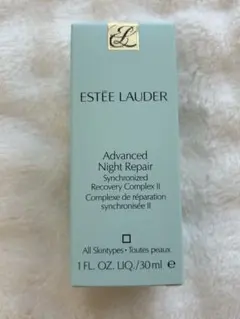 ESTĒE LAUDER
Advanced
Night Repair
Synchronized
Recovery Complex II
Complexe de réparation
synchronisée II
All Skintypes • Toutes peaux
1 FL. OZ. LIQ./30 ml ℮